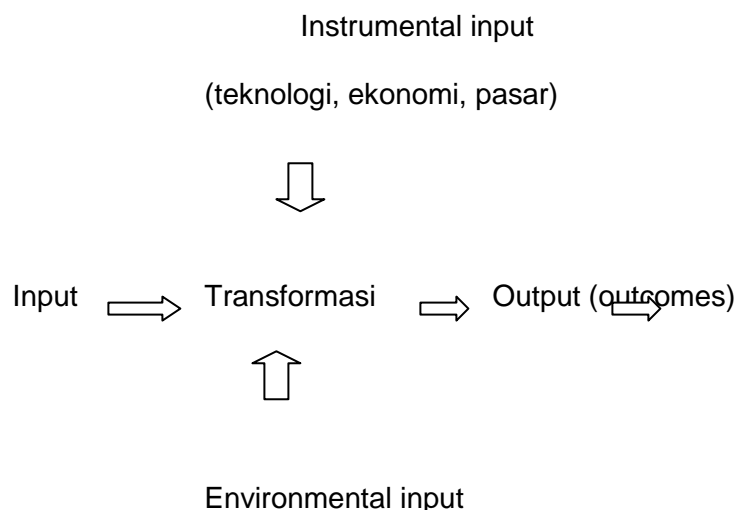 Instrumental input
(teknologi, ekonomi, pasar)
Input Transformasi Output (outcomes)
Environmental input